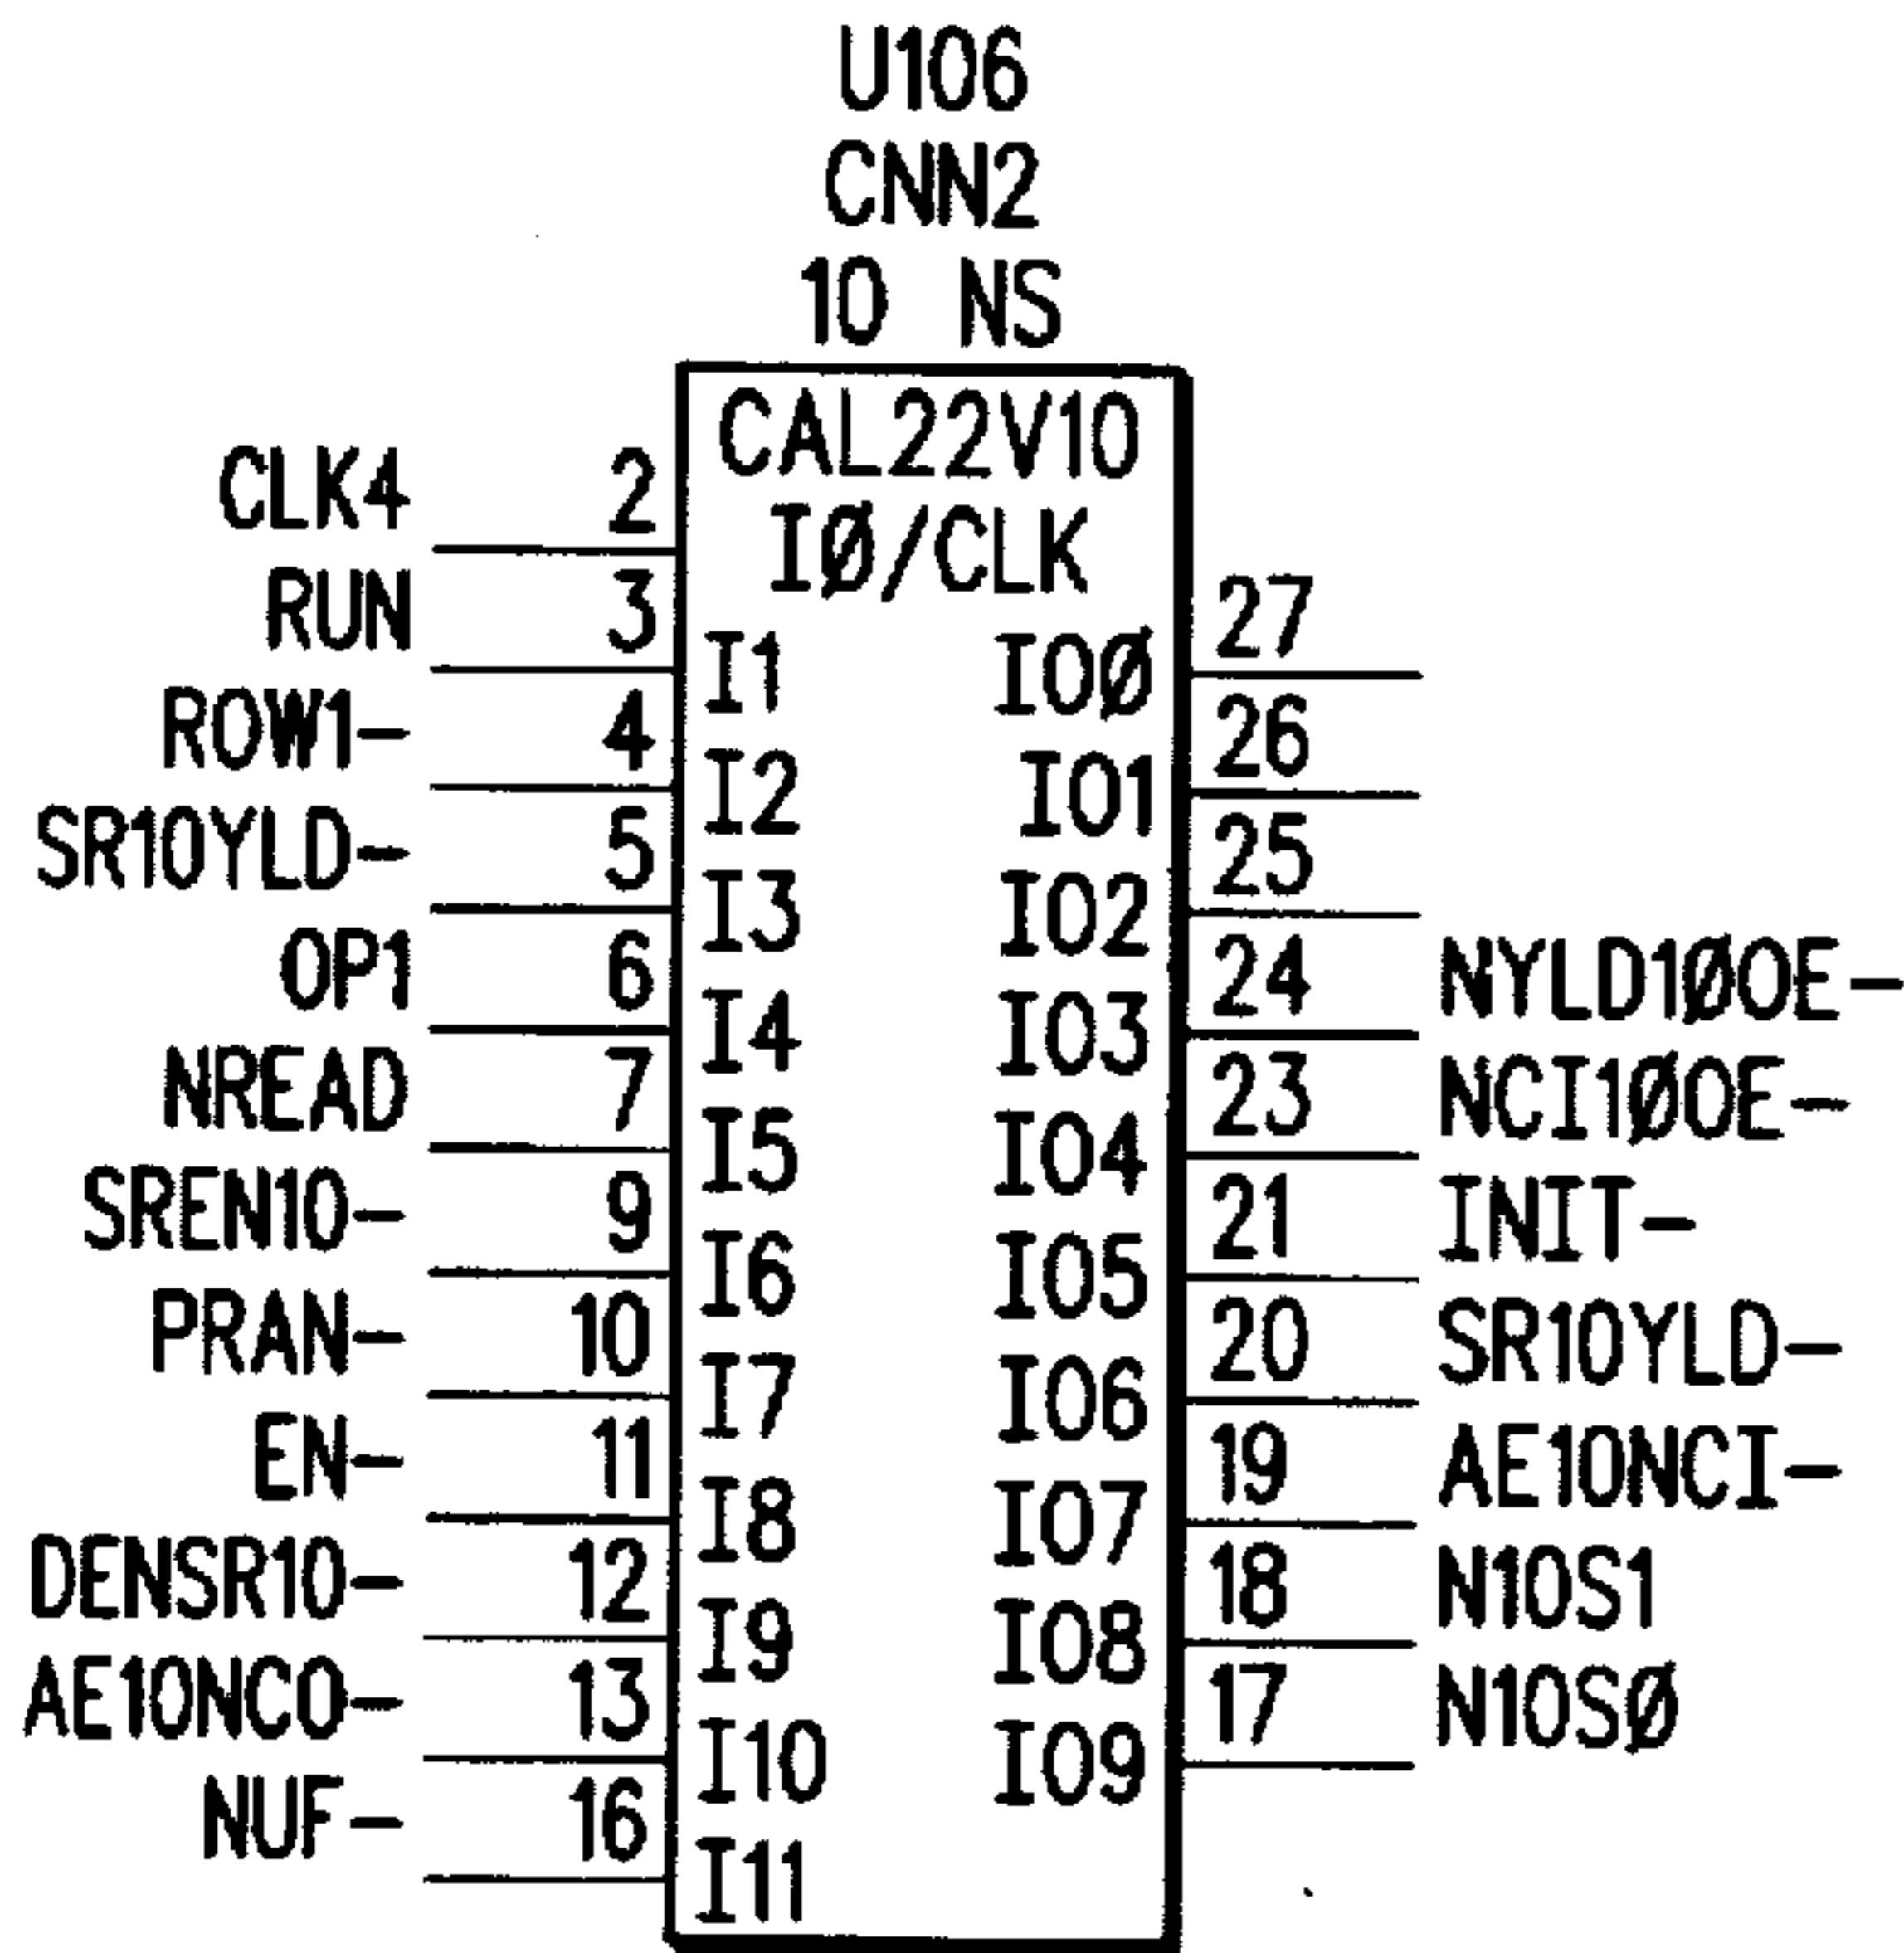 U106
CNN2
10 NS
CAL22V10
CLK4 2 IØ/CLK
RUN 3 I1 IOØ 27
ROW1- 4 I2 IO1 26
SR10YLD- 5 I3 IO2 25
OP1 6 I4 IO3 24 NYLD1ØOE-
NREAD 7 I5 IO4 23 NCI1ØOE-
SREN10- 9 I6 IO5 21 INIT-
PRAN- 10 I7 IO6 20 SR10YLD-
EN- 11 I8 IO7 19 AE10NCI-
DENSR10- 12 I9 IO8 18 N10S1
AE10NCO- 13 I10 IO9 17 N10SØ
NUF- 16 I11